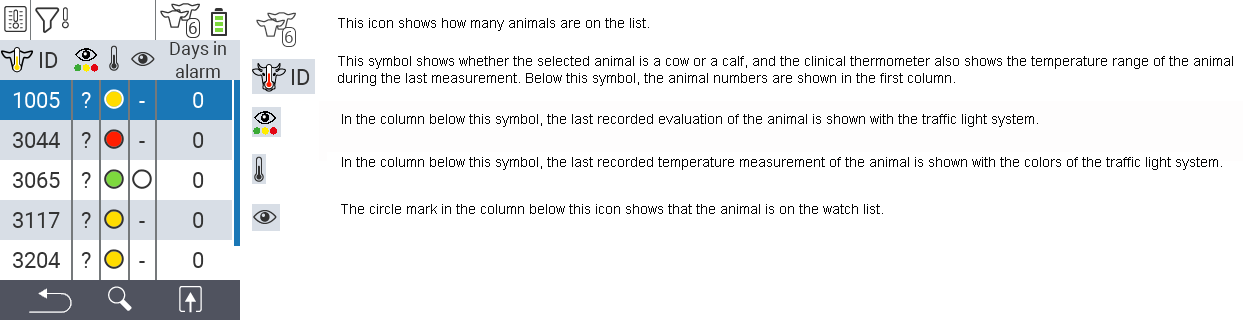 6
ID
Days in
alarm
1005 ? - 0
3044 ? - 0
3065 ? 0
3117 ? - 0
3204 ? - 0
6
This icon shows how many animals are on the list.
ID
This symbol shows whether the selected animal is a cow or a calf, and the clinical thermometer also shows the temperature range of the animal
during the last measurement. Below this symbol, the animal numbers are shown in the first column.
In the column below this symbol, the last recorded evaluation of the animal is shown with the traffic light system.
In the column below this symbol, the last recorded temperature measurement of the animal is shown with the colors of the traffic light system.
The circle mark in the column below this icon shows that the animal is on the watch list.